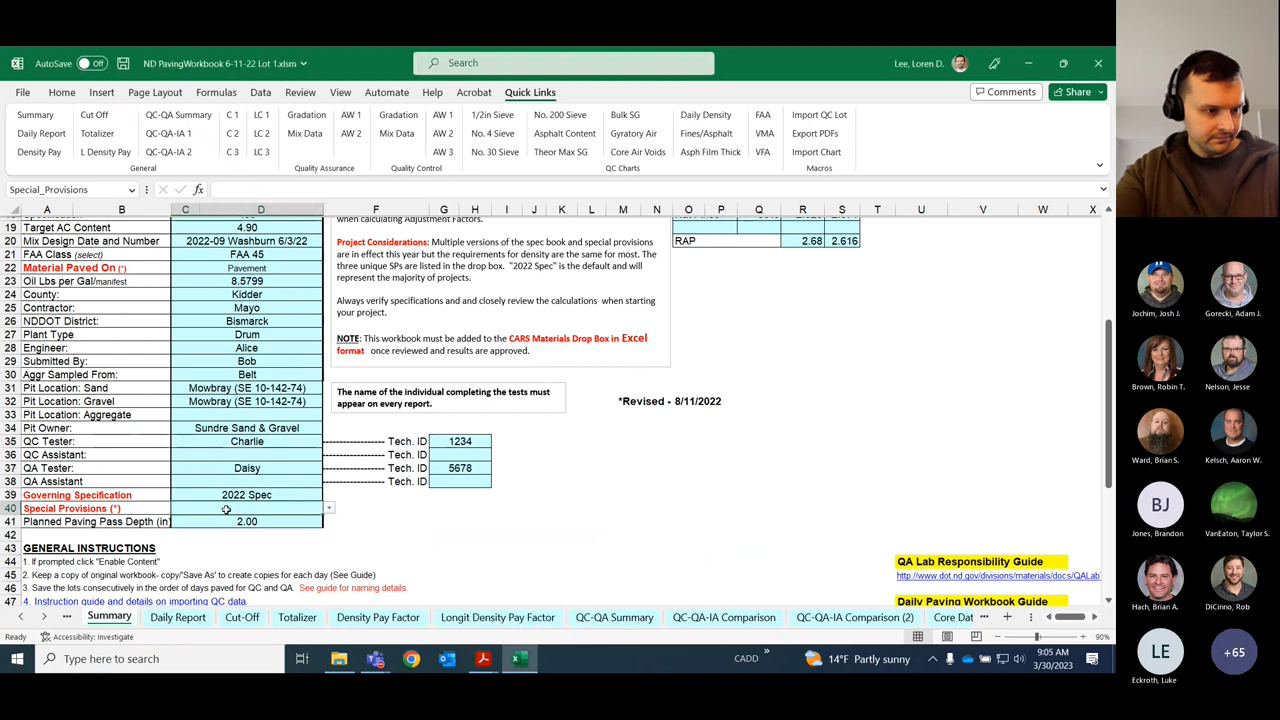 AutoSave Off ND PavingWorkbook 6-11-22 Lot 1.xlsm Search Lee, Loren D.
File Home Insert Page Layout Formulas Data Review View Automate Help Acrobat Quick Links Comments Share
Summary Cut Off QC-QA Summary C 1 LC 1 Gradation AW 1 Gradation AW 1 1/2in Sieve No. 200 Sieve Bulk SG Daily Density FAA Import QC Lot
Daily Report Totalizer QC-QA-IA 1 C 2 LC 2 Mix Data AW 2 Mix Data AW 2 No. 4 Sieve Asphalt Content Gyratory Air Fines/Asphalt VMA Export PDFs
Density Pay L Density Pay QC-QA-IA 2 C 3 LC 3 AW 3 No. 30 Sieve Theor Max SG Core Air Voids Asph Film Thick VFA Import Chart
General Quality Assurance Quality Control QC Charts Macros
Special_Provisions fx
A B C D F G H I J K L M N O P Q R S T U V W X
when calculating Adjustment Factors.
19 Target AC Content 4.90
20 Mix Design Date and Number 2022-09 Washburn 6/3/22
21 FAA Class (select) FAA 45
22 Material Paved On (*) Pavement
23 Oil Lbs per Gal/manifest 8.5799
24 County: Kidder
25 Contractor: Mayo
26 NDDOT District: Bismarck
27 Plant Type Drum
28 Engineer: Alice
29 Submitted By: Bob
30 Aggr Sampled From: Belt
31 Pit Location: Sand Mowbray (SE 10-142-74)
32 Pit Location: Gravel Mowbray (SE 10-142-74)
33 Pit Location: Aggregate
34 Pit Owner: Sundre Sand & Gravel
35 QC Tester: Charlie ---------------- Tech. ID 1234
36 QC Assistant: ---------------- Tech. ID
37 QA Tester: Daisy ---------------- Tech. ID 5678
38 QA Assistant ---------------- Tech. ID
39 Governing Specification 2022 Spec
40 Special Provisions (*)
41 Planned Paving Pass Depth (in) 2.00
42
43 GENERAL INSTRUCTIONS
44 1. If prompted click "Enable Content"
45 2. Keep a copy of original workbook- copy/'Save As' to create copies for each day (See Guide)
46 3. Save the lots consecutively in the order of days paved for QC and QA. See guide for naming details.
47 4. Instruction guide and details on importing QC data
Project Considerations: Multiple versions of the spec book and special provisions
are in effect this year but the requirements for density are the same for most. The
three unique SPs are listed in the drop box. "2022 Spec" is the default and will
represent the majority of projects.
Always verify specifications and and closely review the calculations when starting
your project.
NOTE: This workbook must be added to the CARS Materials Drop Box in Excel
format once reviewed and results are approved.
The name of the individual completing the tests must
appear on every report.
*Revised - 8/11/2022
RAP 2.68 2.616
QA Lab Responsibility Guide
http://www.dot.nd.gov/divisions/materials/docs/QALab
Daily Paving Workbook Guide
... Summary Daily Report Cut-Off Totalizer Density Pay Factor Longit Density Pay Factor QC-QA Summary QC-QA-IA Comparison QC-QA-IA Comparison (2) Core Dat ...
Ready Accessibility: Investigate 90%
Type here to search CADD 14°F Partly sunny 9:05 AM
3/30/2023
Jochim, Josh J. Gorecki, Adam J.
Brown, Robin T. Nelson, Jesse
Ward, Brian S. Kelsch, Aaron W.
BJ
Jones, Brandon VanEaton, Taylor S.
Hach, Brian A. DiCinno, Rob
LE +65
Eckroth, Luke